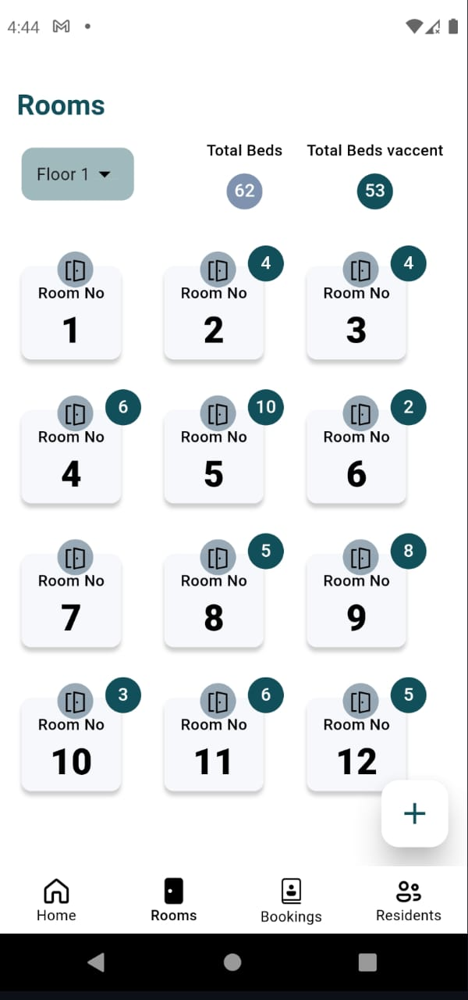 4:44
Rooms
Total Beds Total Beds vaccent
Floor 1
62 53
4 4
Room No Room No Room No
1 2 3
6 10 2
Room No Room No Room No
4 5 6
5 8
Room No Room No Room No
7 8 9
3 6 5
Room No Room No Room No
10 11 12
+
Home Rooms Bookings Residents